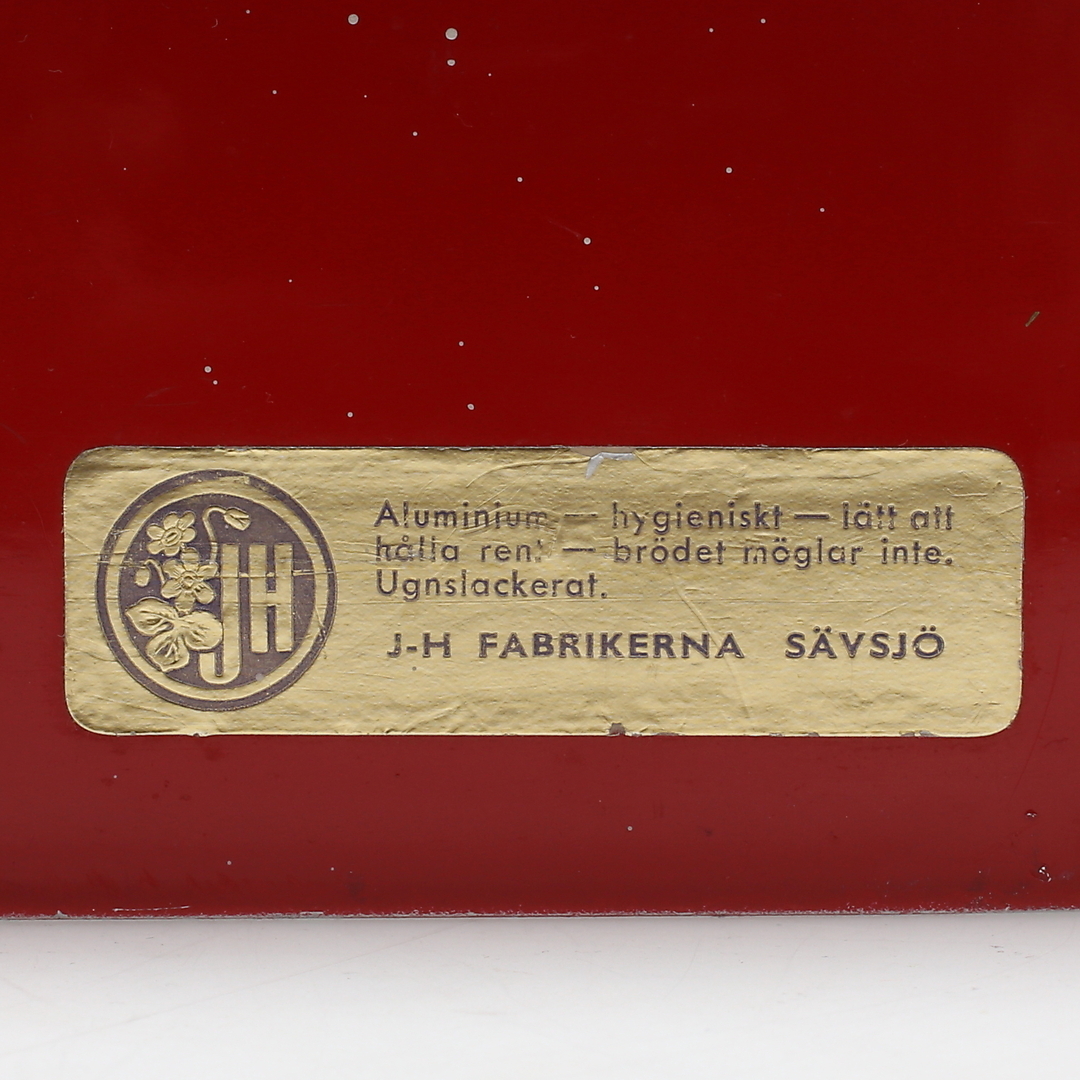 JH
Aluminium — hygieniskt — lätt att
hålla rent — brödet möglar inte.
Ugnslackerat.
J-H FABRIKERNA SÄVSJÖ